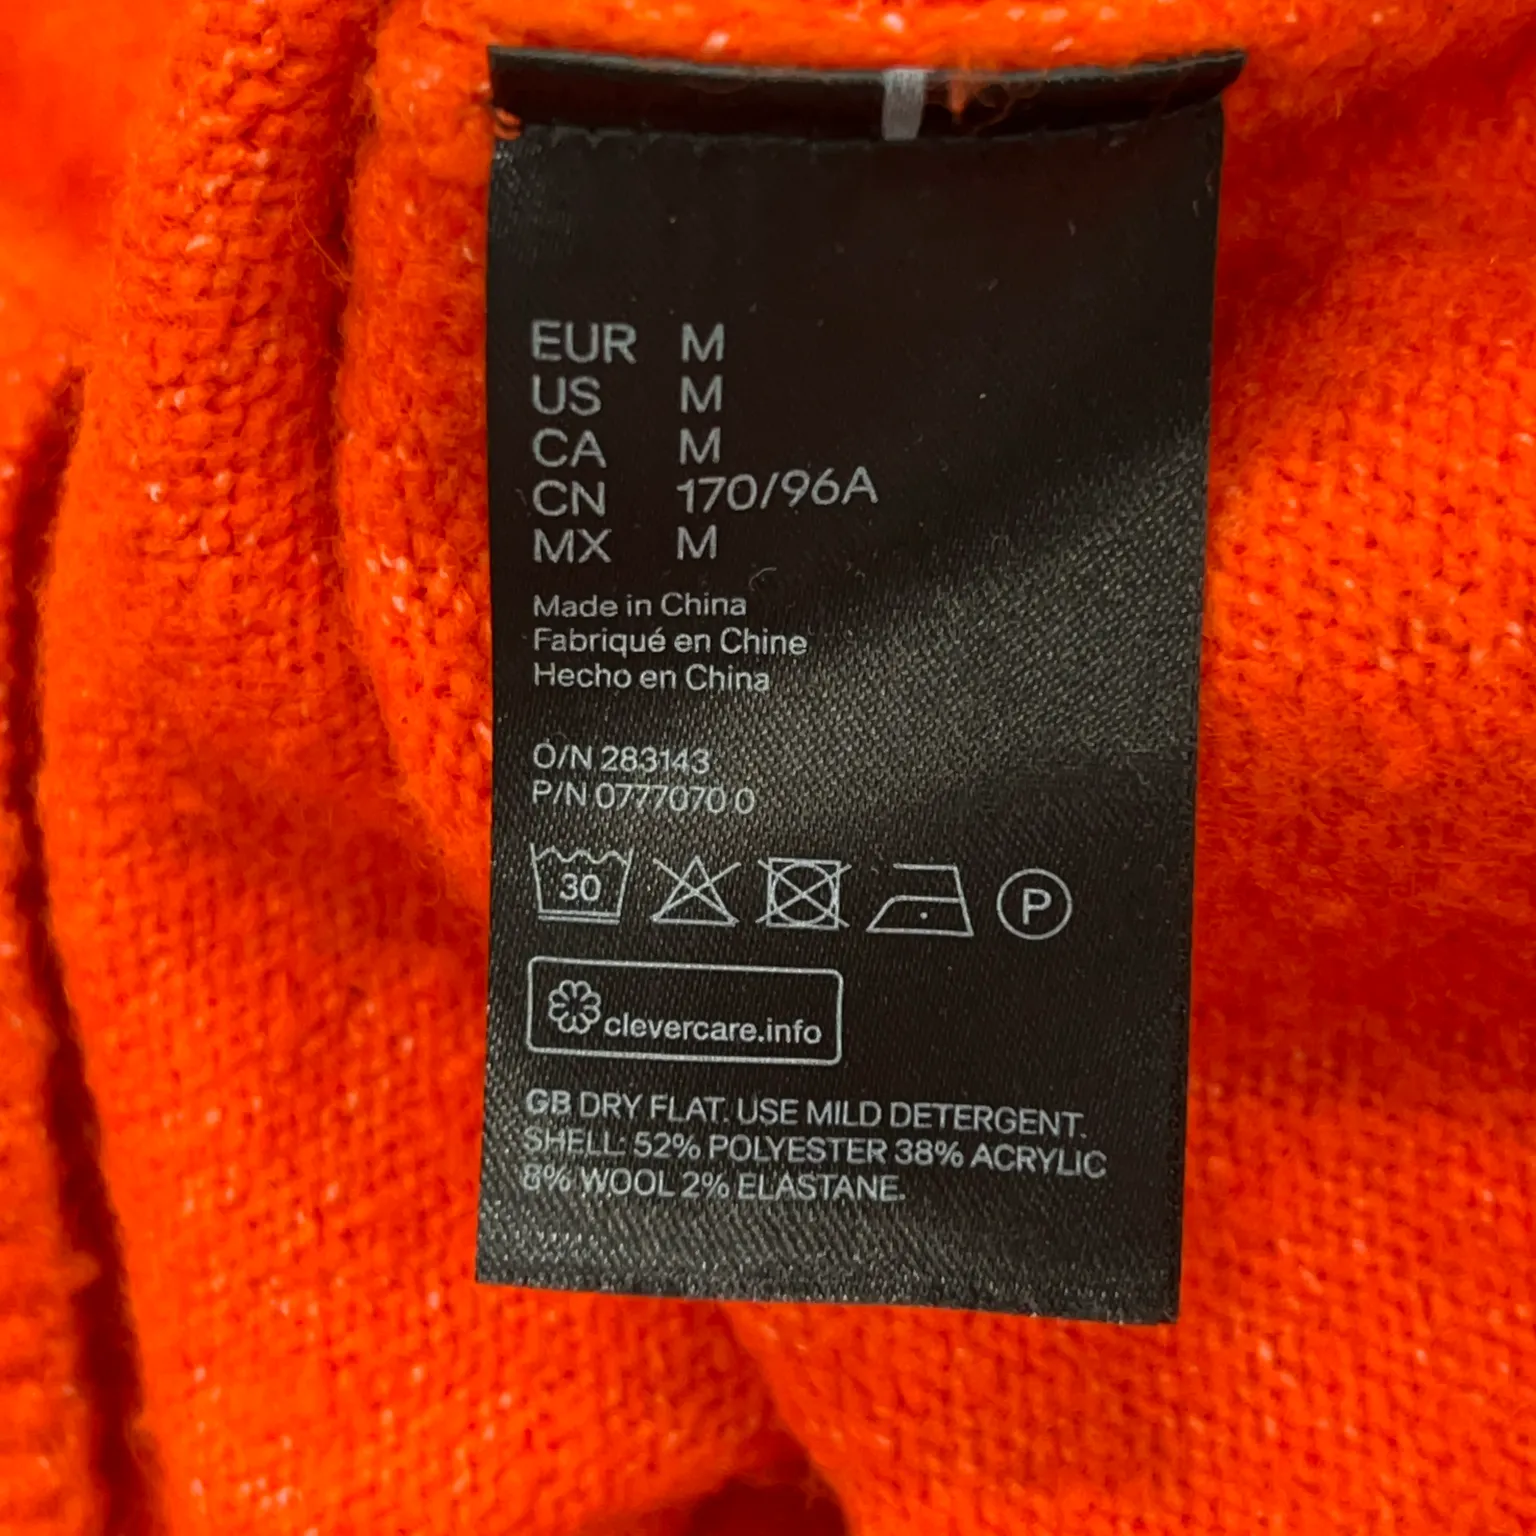 EUR M
US M
CA M
CN 170/96A
MX M
Made in China
Fabriqué en Chine
Hecho en China
O/N 283143
P/N 0777070 0
30
P
clevercare.info
GB DRY FLAT. USE MILD DETERGENT.
SHELL: 52% POLYESTER 38% ACRYLIC
8% WOOL 2% ELASTANE.